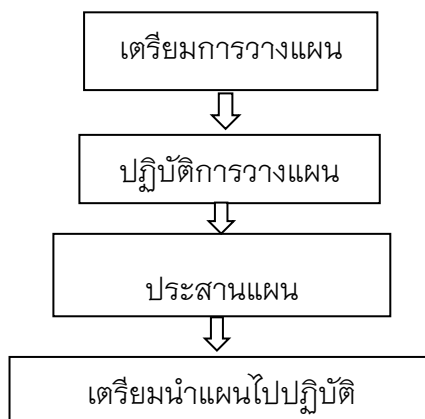 เตรียมการวางแผน
ปฏิบัติการวางแผน
ประสานแผน
เตรียมนำแผนไปปฏิบัติ